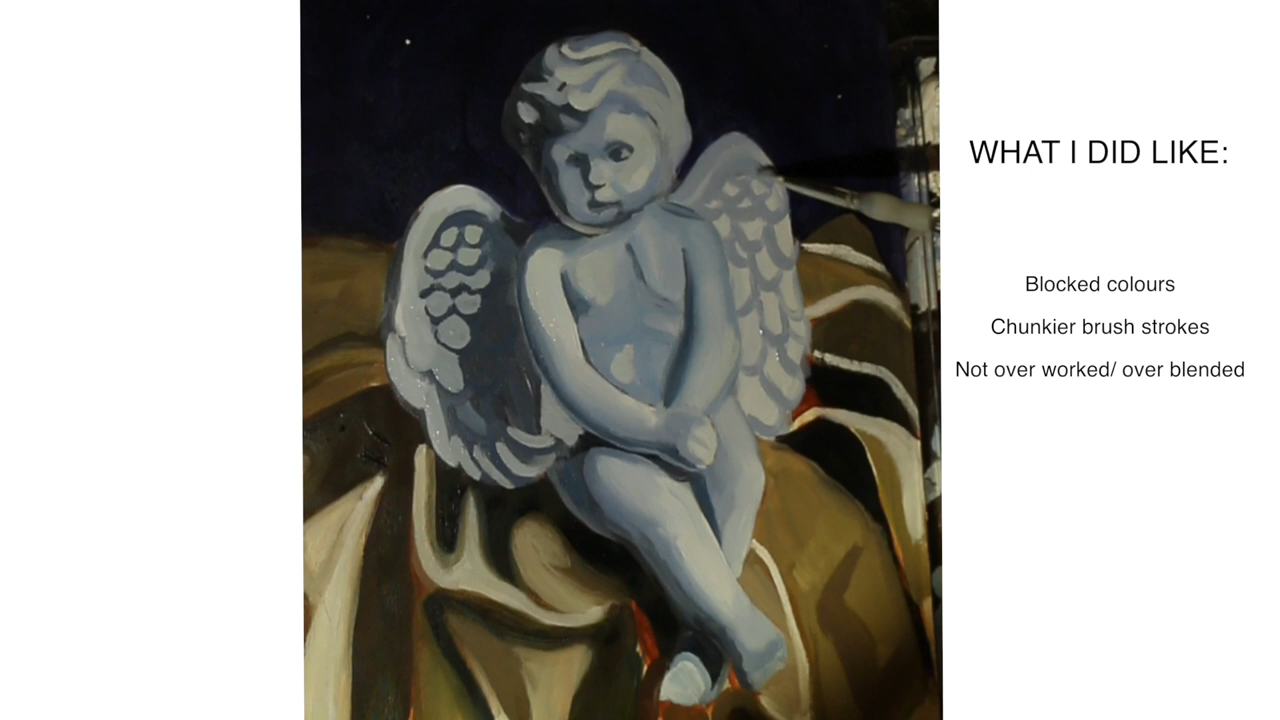 WHAT I DID LIKE:
Blocked colours
Chunkier brush strokes
Not over worked/ over blended